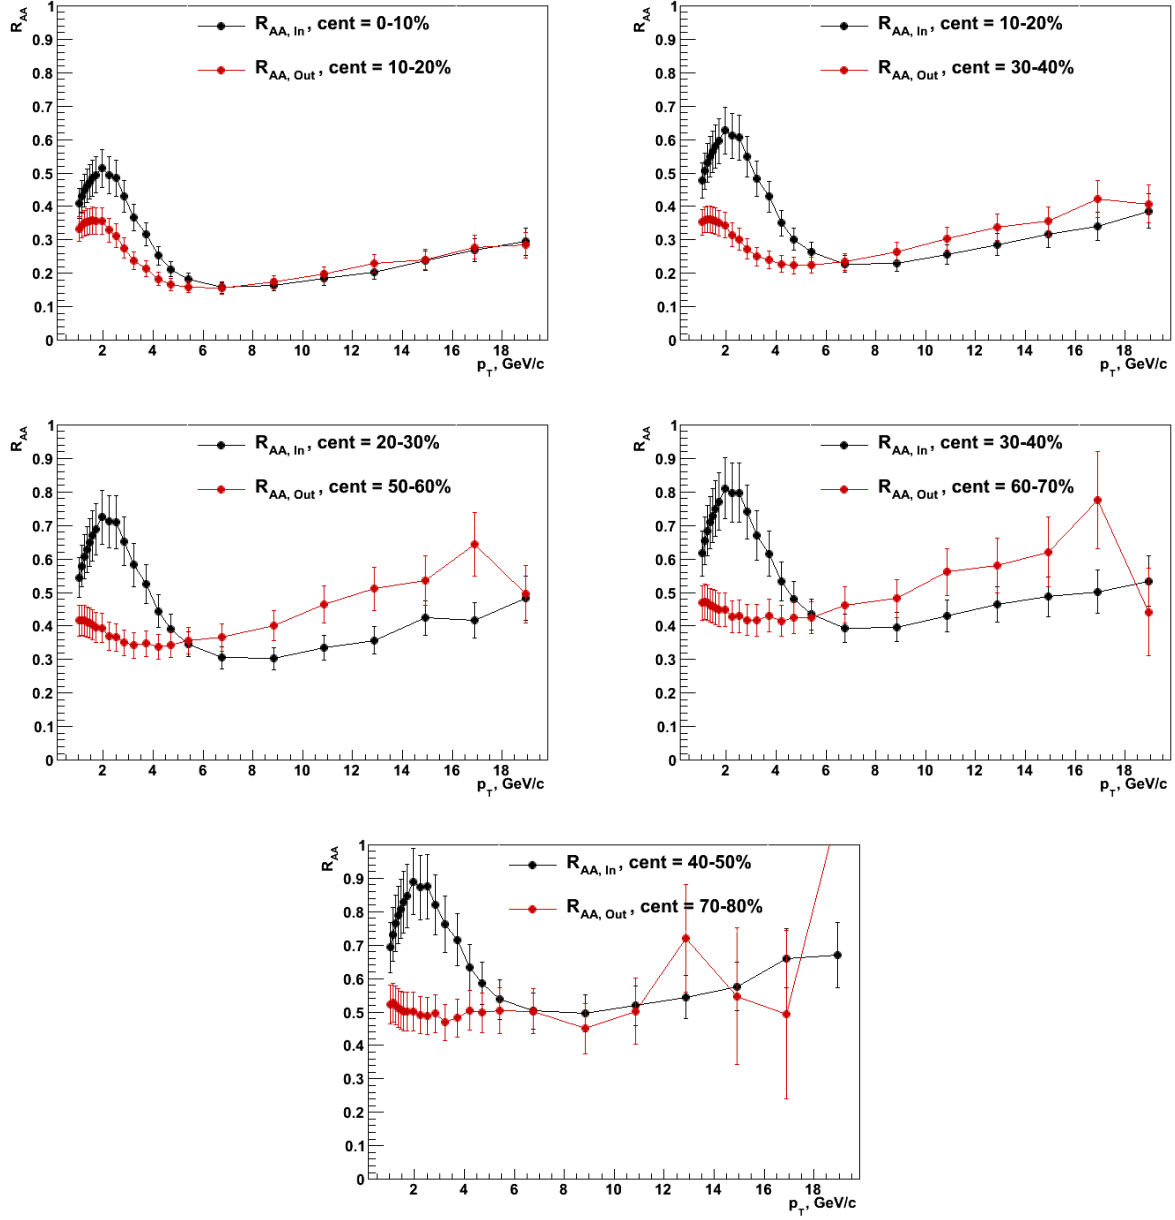 R_AA
1
0.9
0.8
0.7
0.6
0.5
0.4
0.3
0.2
0.1
0
R_AA, In , cent = 0-10%
R_AA, Out , cent = 10-20%
2 4 6 8 10 12 14 16 18
p_T, GeV/c
R_AA
1
0.9
0.8
0.7
0.6
0.5
0.4
0.3
0.2
0.1
0
R_AA, In , cent = 10-20%
R_AA, Out , cent = 30-40%
2 4 6 8 10 12 14 16 18
p_T, GeV/c
R_AA
1
0.9
0.8
0.7
0.6
0.5
0.4
0.3
0.2
0.1
0
R_AA, In , cent = 20-30%
R_AA, Out , cent = 50-60%
2 4 6 8 10 12 14 16 18
p_T, GeV/c
R_AA
1
0.9
0.8
0.7
0.6
0.5
0.4
0.3
0.2
0.1
0
R_AA, In , cent = 30-40%
R_AA, Out , cent = 60-70%
2 4 6 8 10 12 14 16 18
p_T, GeV/c
R_AA
1
0.9
0.8
0.7
0.6
0.5
0.4
0.3
0.2
0.1
0
R_AA, In , cent = 40-50%
R_AA, Out , cent = 70-80%
2 4 6 8 10 12 14 16 18
p_T, GeV/c